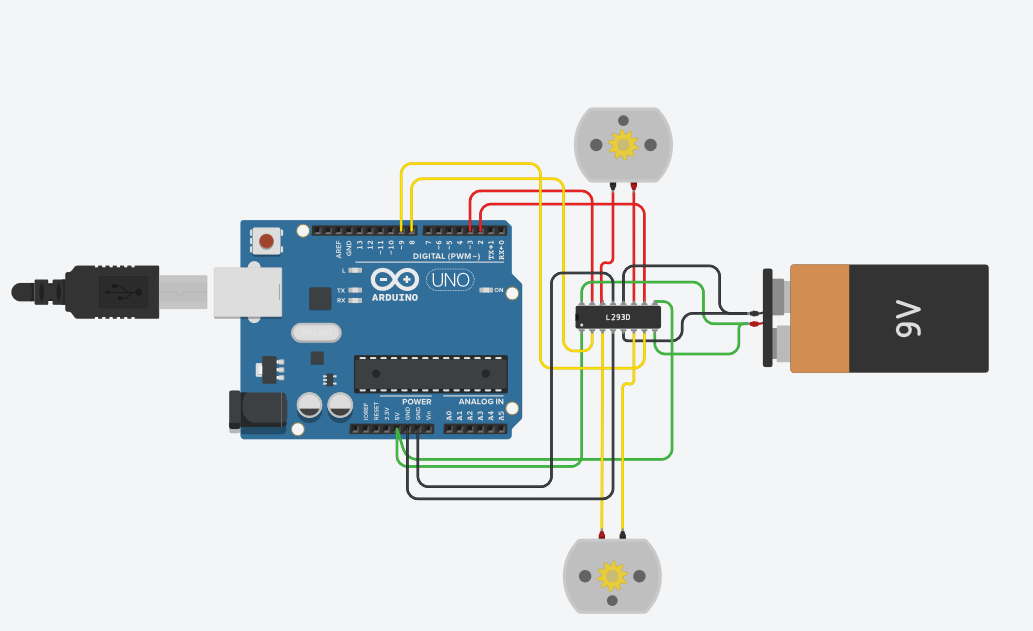 AREF
GND
13
12
~11
~10
~9
8
7
~6
~5
4
~3
2
TX→1
RX←0
DIGITAL (PWM~)
L
TX
RX
ARDUINO
UNO
ON
L293D
9V
POWER
ANALOG IN
IOREF
RESET
3.3V
5V
GND
GND
Vin
A0
A1
A2
A3
A4
A5